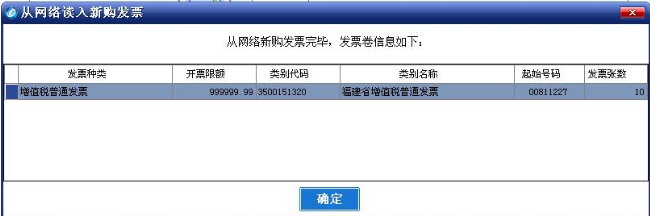 从网络读入新购发票
从网络新购发票完毕，发票卷信息如下：
发票种类 开票限额 类别代码 类别名称 起始号码 发票张数
增值税普通发票 999999.99 3500151320 福建省增值税普通发票 00811227 10
确定